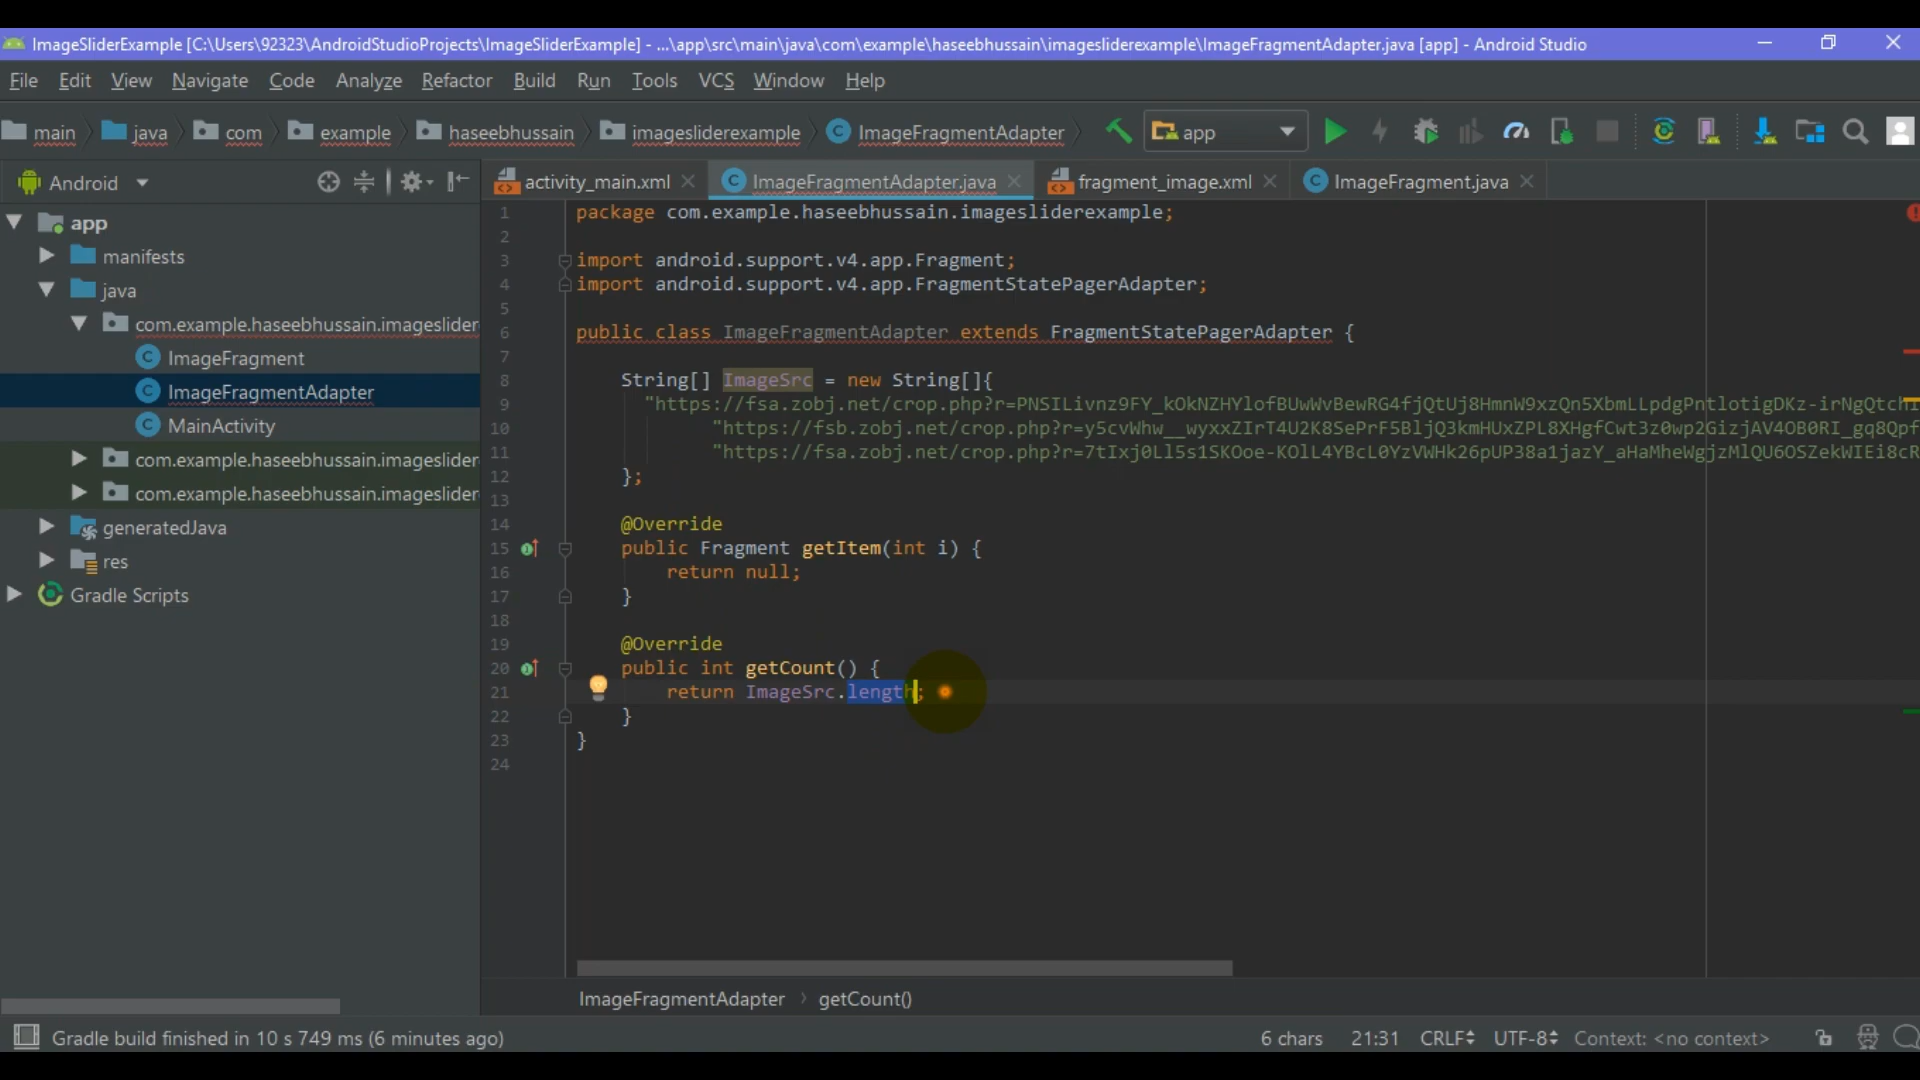 ImageSliderExample [C:\Users\92323\AndroidStudioProjects\ImageSliderExample] - ...\app\src\main\java\com\example\haseebhussain\imagesliderexample\ImageFragmentAdapter.java [app] - Android Studio
File Edit View Navigate Code Analyze Refactor Build Run Tools VCS Window Help
main java com example haseebhussain imagesliderexample ImageFragmentAdapter app
Android
activity_main.xml ImageFragmentAdapter.java fragment_image.xml ImageFragment.java
app
manifests
java
com.example.haseebhussain.imageslider
ImageFragment
ImageFragmentAdapter
MainActivity
com.example.haseebhussain.imageslider
com.example.haseebhussain.imageslider
generatedJava
res
Gradle Scripts
1 package com.example.haseebhussain.imagesliderexample;
2
3 import android.support.v4.app.Fragment;
4 import android.support.v4.app.FragmentStatePagerAdapter;
5
6 public class ImageFragmentAdapter extends FragmentStatePagerAdapter {
7
8 String[] ImageSrc = new String[]{
9 "https://fsa.zobj.net/crop.php?r=PNSILivnz9FY_kOkNZHYlofBUwWvBewRG4fjQtUj8HmnW9xzQn5XbmLLpdgPntlotigDKz-irNgQtchI
10 "https://fsb.zobj.net/crop.php?r=y5cvWhw__wyxxZIrT4U2K8SePrF5BljQ3kmHUxZPL8XHgfCwt3z0wp2GizjAV4OB0RI_gq8Qpf
11 "https://fsa.zobj.net/crop.php?r=7tIxj0Ll5s1SKOoe-KOlL4YBcL0YzVWHk26pUP38a1jazY_aHaMheWgjzMlQU6OSZekWIEi8cR
12 };
13
14 @Override
15 public Fragment getItem(int i) {
16 return null;
17 }
18
19 @Override
20 public int getCount() {
21 return ImageSrc.length;
22 }
23 }
24
ImageFragmentAdapter › getCount()
Gradle build finished in 10 s 749 ms (6 minutes ago) 6 chars 21:31 CRLF UTF-8 Context: <no context>